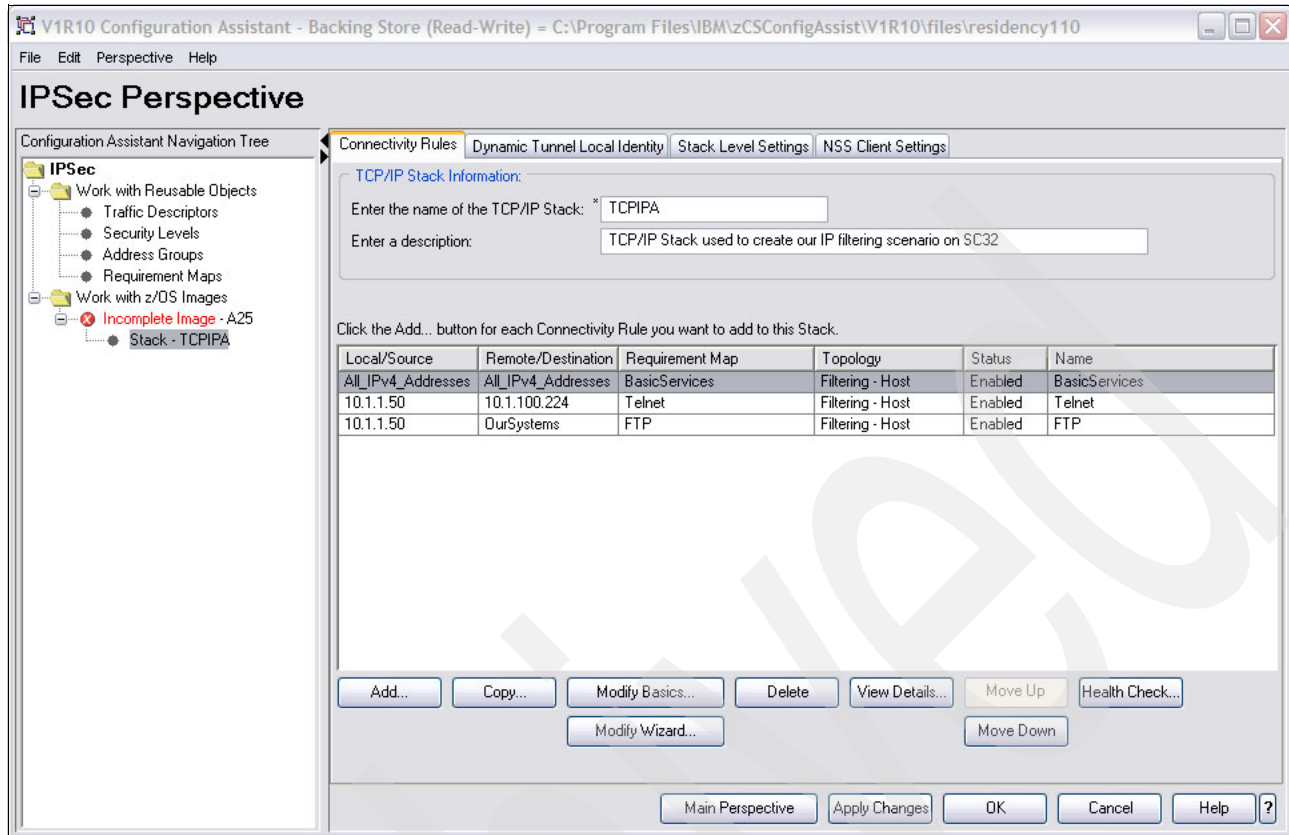 V1R10 Configuration Assistant - Backing Store (Read-Write) = C:\Program Files\IBM\zCSConfigAssist\V1R10\files\residency110
File Edit Perspective Help
IPSec Perspective
Configuration Assistant Navigation Tree
IPSec
Work with Reusable Objects
Traffic Descriptors
Security Levels
Address Groups
Requirement Maps
Work with z/OS Images
Incomplete Image - A25
Stack - TCPIPA
Connectivity Rules Dynamic Tunnel Local Identity Stack Level Settings NSS Client Settings
TCP/IP Stack Information:
Enter the name of the TCP/IP Stack: * TCPIPA
Enter a description: TCP/IP Stack used to create our IP filtering scenario on SC32
Click the Add... button for each Connectivity Rule you want to add to this Stack.
Local/Source Remote/Destination Requirement Map Topology Status Name
All_IPv4_Addresses All_IPv4_Addresses BasicServices Filtering - Host Enabled BasicServices
10.1.1.50 10.1.100.224 Telnet Filtering - Host Enabled Telnet
10.1.1.50 OurSystems FTP Filtering - Host Enabled FTP
Add... Copy... Modify Basics... Delete View Details... Move Up Health Check...
Modify Wizard... Move Down
Main Perspective Apply Changes OK Cancel Help ?